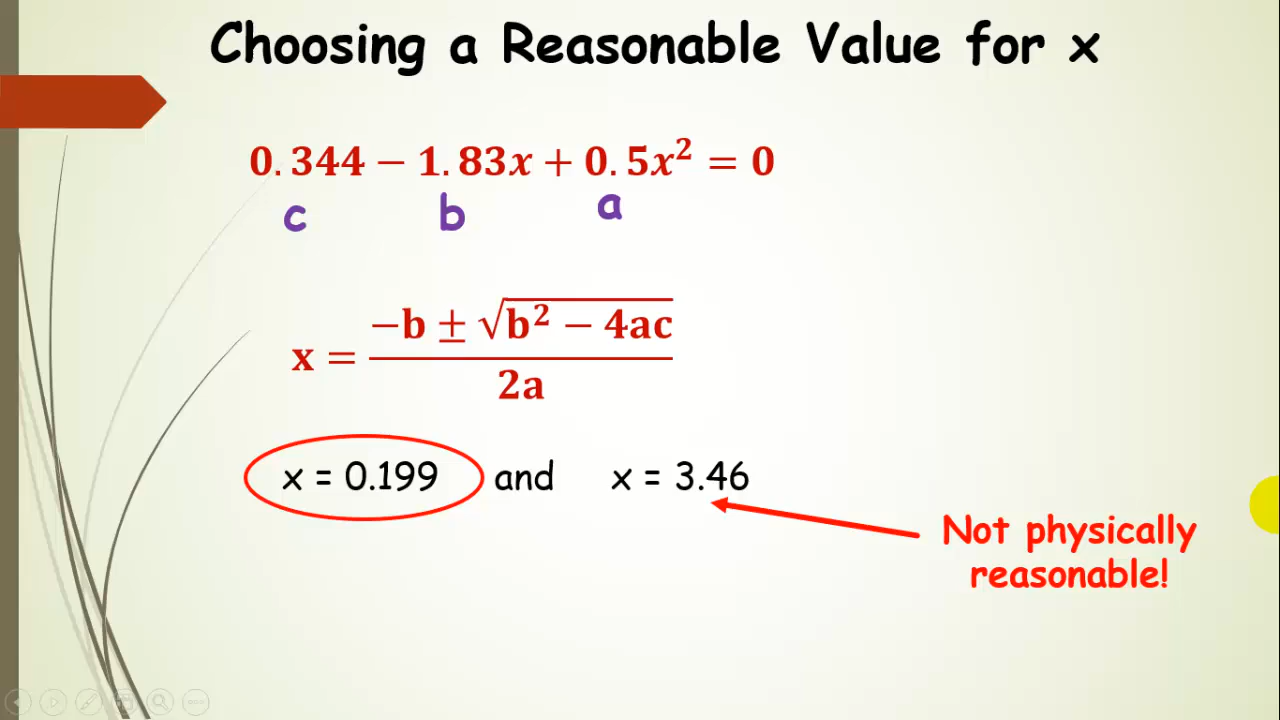 Choosing a Reasonable Value for x
0.344 − 1.83x + 0.5x² = 0
c b a
x = (−b ± √(b² − 4ac)) / 2a
x = 0.199 and x = 3.46
Not physically
reasonable!